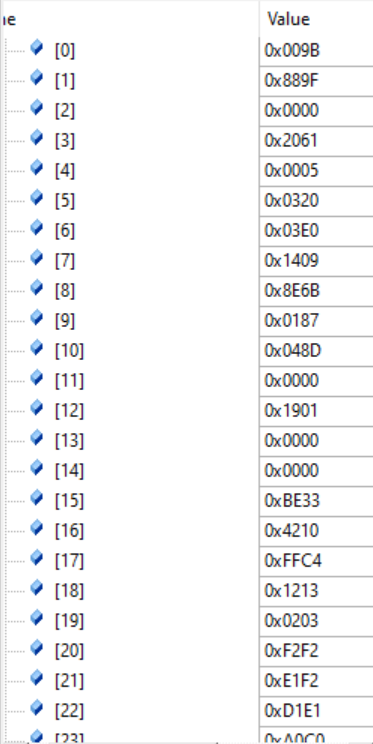 ıe Value
[0] 0x009B
[1] 0x889F
[2] 0x0000
[3] 0x2061
[4] 0x0005
[5] 0x0320
[6] 0x03E0
[7] 0x1409
[8] 0x8E6B
[9] 0x0187
[10] 0x048D
[11] 0x0000
[12] 0x1901
[13] 0x0000
[14] 0x0000
[15] 0xBE33
[16] 0x4210
[17] 0xFFC4
[18] 0x1213
[19] 0x0203
[20] 0xF2F2
[21] 0xE1F2
[22] 0xD1E1
[23] 0xA0C0